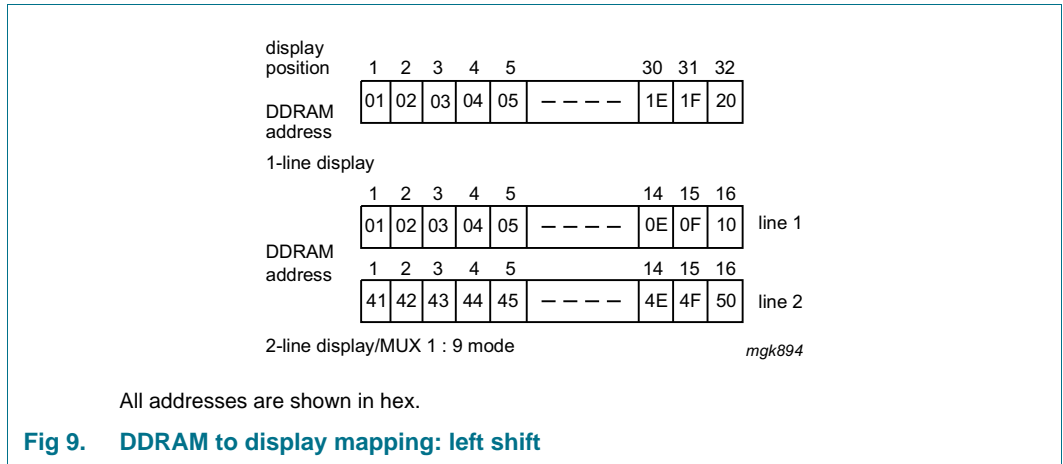 display
position 1 2 3 4 5 30 31 32
DDRAM
address 01 02 03 04 05 1E 1F 20
1-line display
1 2 3 4 5 14 15 16
01 02 03 04 05 0E 0F 10 line 1
DDRAM
address 1 2 3 4 5 14 15 16
41 42 43 44 45 4E 4F 50 line 2
2-line display/MUX 1 : 9 mode mgk894
All addresses are shown in hex.
Fig 9. DDRAM to display mapping: left shift